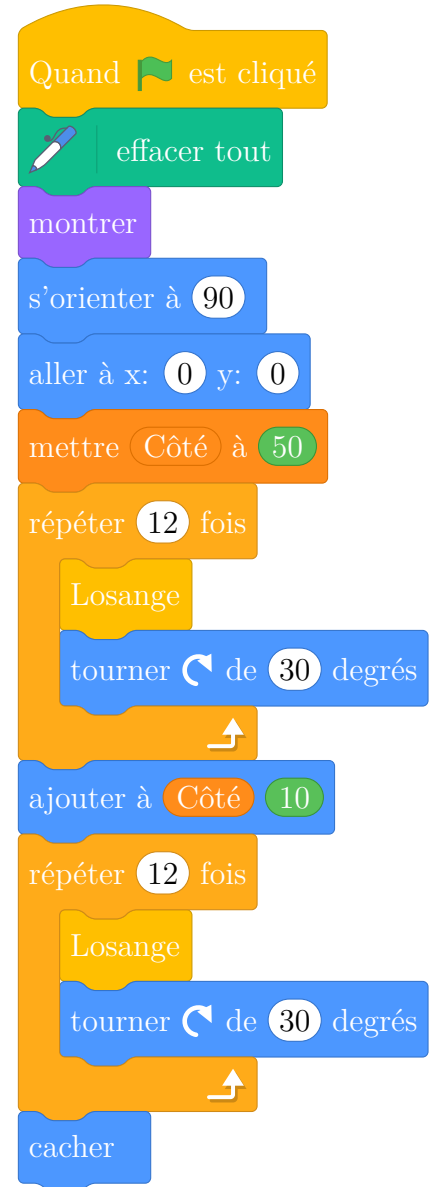 Quand est cliqué
effacer tout
montrer
s'orienter à 90
aller à x: 0 y: 0
mettre Côté à 50
répéter 12 fois
Losange
tourner de 30 degrés
ajouter à Côté 10
répéter 12 fois
Losange
tourner de 30 degrés
cacher